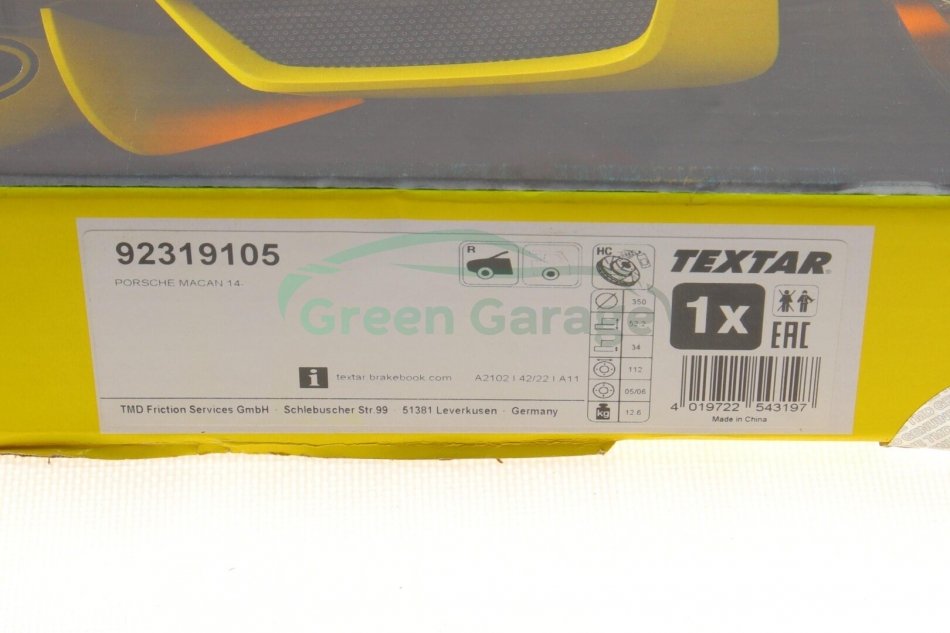 92319105
PORSCHE MACAN 14-
R
HC
TEXTAR®
Green Garage
350
34
112
05/06
12.6
kg
1x
EAC
i
textar.brakebook.com
A2102 | 42/22 | A11
TMD Friction Services GmbH · Schlebuscher Str.99 · 51381 Leverkusen · Germany
4 019722 543197
Made in China